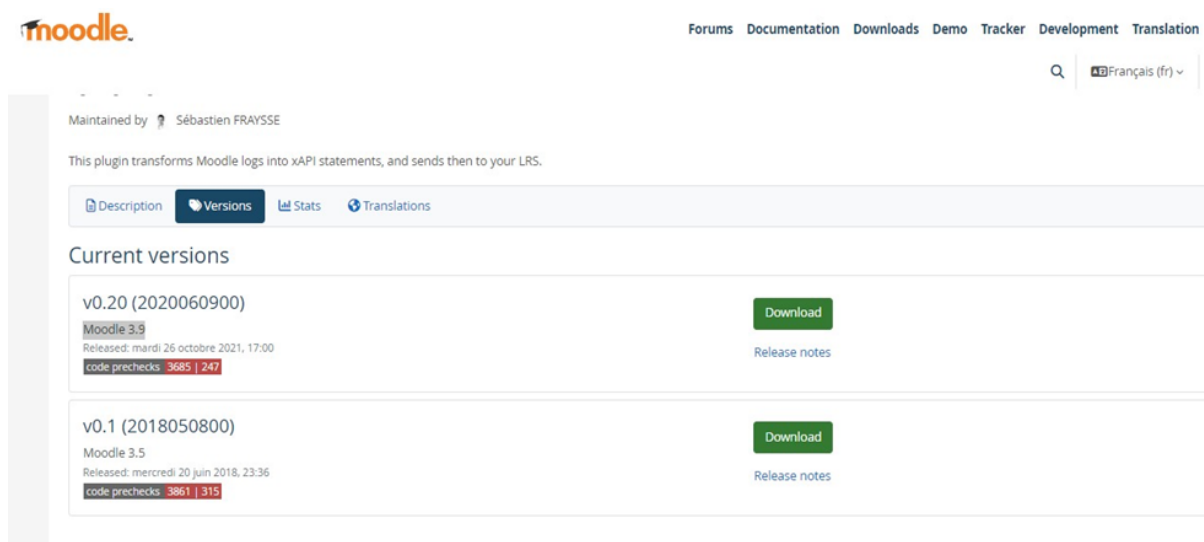 moodle
Forums Documentation Downloads Demo Tracker Development Translation
Français (fr)
Maintained by Sébastien FRAYSSE
This plugin transforms Moodle logs into xAPI statements, and sends then to your LRS.
Description Versions Stats Translations
Current versions
v0.20 (2020060900)
Download
Moodle 3.9
Released: mardi 26 octobre 2021, 17:00
Release notes
code prechecks 3685 | 247
v0.1 (2018050800)
Download
Moodle 3.5
Released: mercredi 20 juin 2018, 23:36
Release notes
code prechecks 3861 | 315